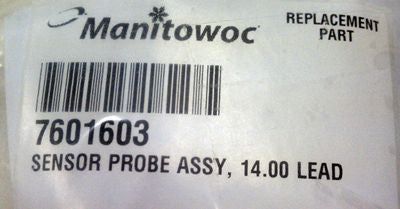 Manitowoc
REPLACEMENT
PART
7601603
SENSOR PROBE ASSY, 14.00 LEAD